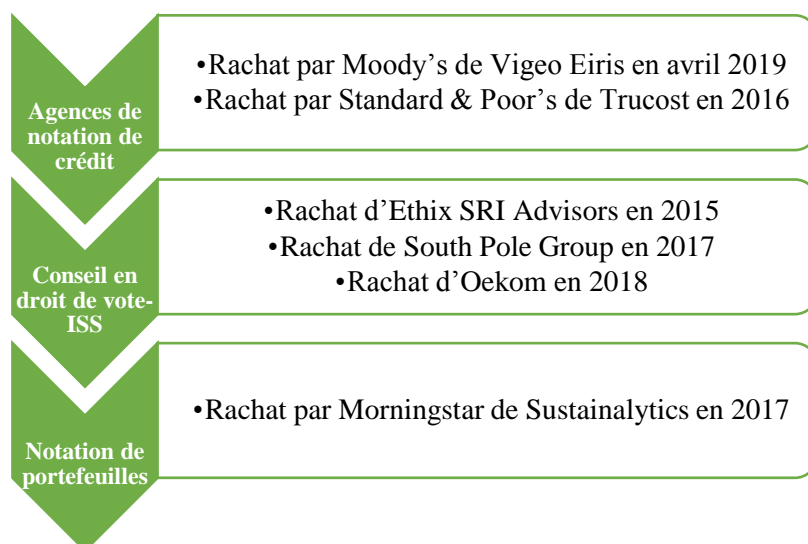 Agences de
notation de
crédit
•Rachat par Moody’s de Vigeo Eiris en avril 2019
•Rachat par Standard & Poor’s de Trucost en 2016
Conseil en
droit de vote-
ISS
•Rachat d’Ethix SRI Advisors en 2015
•Rachat de South Pole Group en 2017
•Rachat d’Oekom en 2018
Notation de
portefeuilles
•Rachat par Morningstar de Sustainalytics en 2017